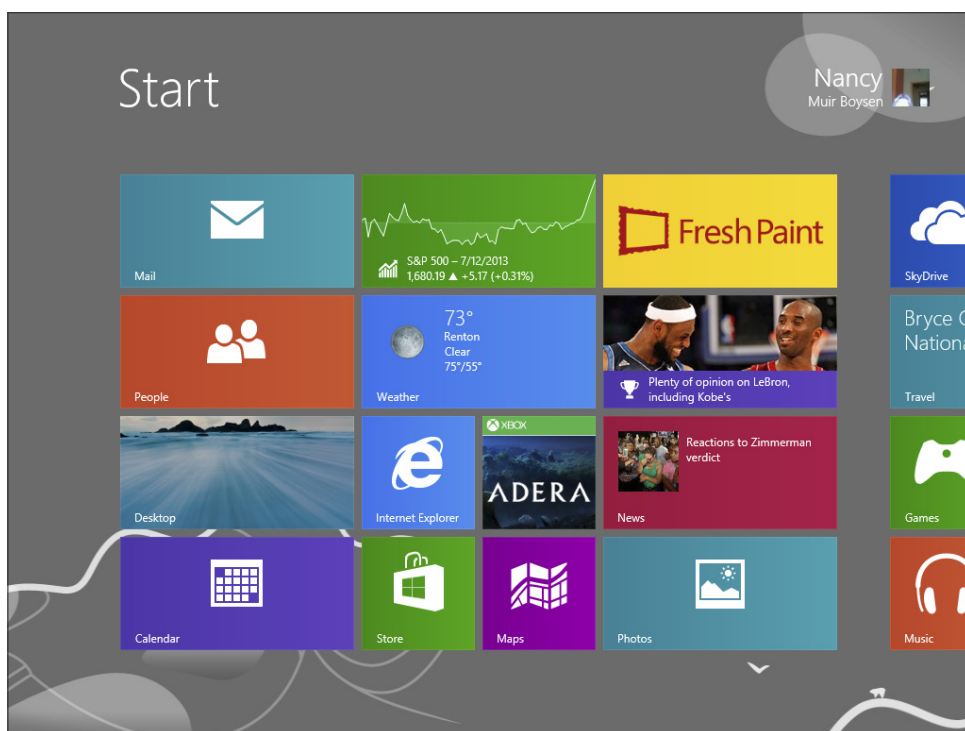 Start
Nancy
Muir Boysen
Mail
S&P 500 – 7/12/2013
1,680.19 ▲ +5.17 (+0.31%)
Fresh Paint
SkyDrive
People
73°
Renton
Clear
75°/55°
Weather
Plenty of opinion on LeBron,
including Kobe's
Bryce
Nationa
Travel
Desktop
Internet Explorer
XBOX
ADERA
Reactions to Zimmerman
verdict
News
Games
Calendar
Store
Maps
Photos
Music